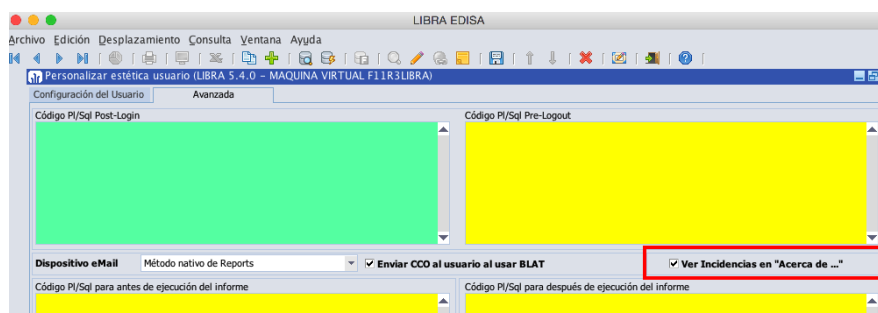 LIBRA EDISA
Archivo Edición Desplazamiento Consulta Ventana Ayuda
Personalizar estética usuario (LIBRA 5.4.0 - MAQUINA VIRTUAL F11R3LIBRA)
Configuración del Usuario Avanzada
Código Pl/Sql Post-Login Código Pl/Sql Pre-Logout
Dispositivo eMail Método nativo de Reports Enviar CCO al usuario al usar BLAT Ver Incidencias en "Acerca de ..."
Código Pl/Sql para antes de ejecución del informe Código Pl/Sql para después de ejecución del informe